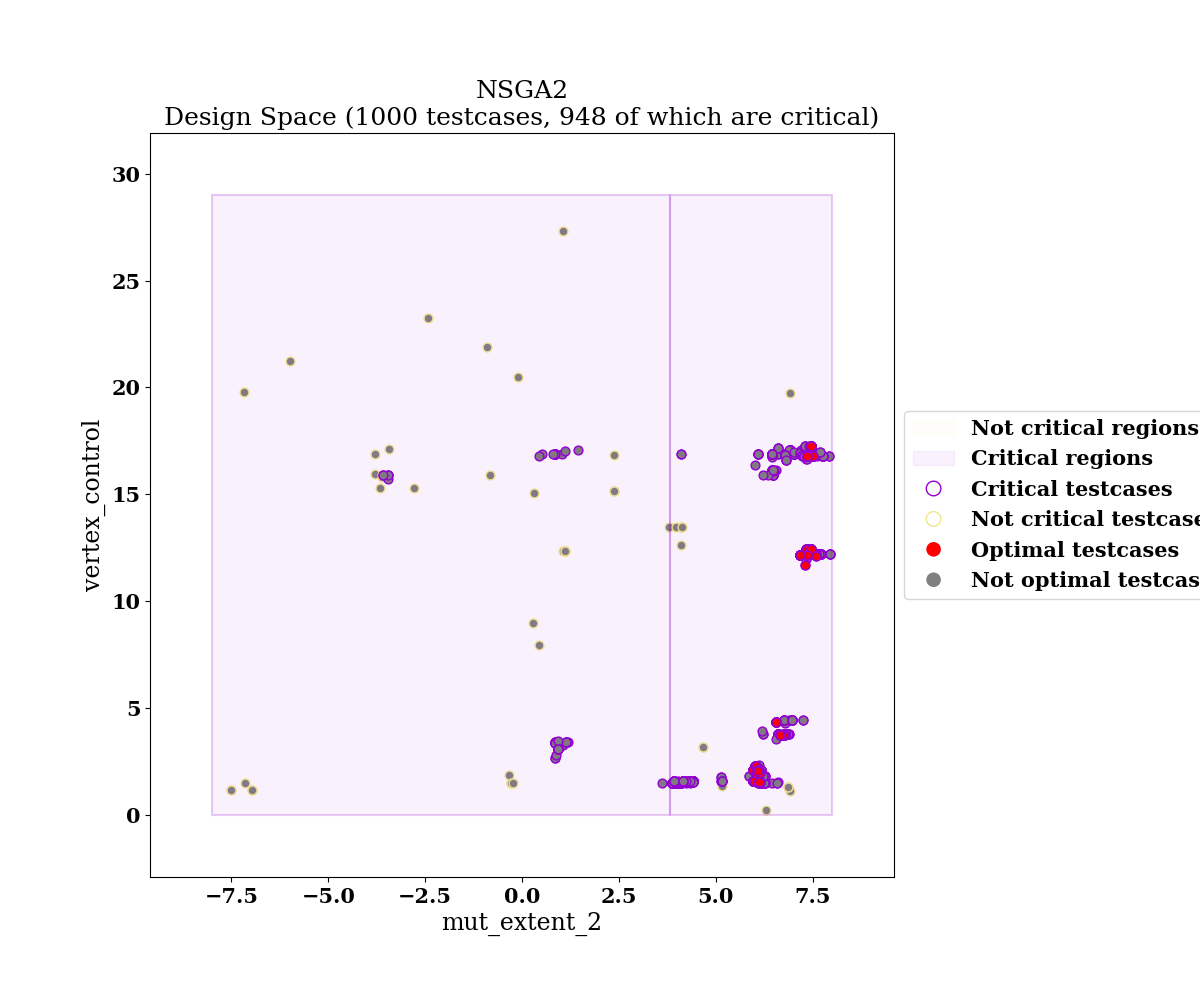 NSGA2
Design Space (1000 testcases, 948 of which are critical)
30
25
20
15
10
5
0
vertex_control
−7.5
−5.0
−2.5
0.0
2.5
5.0
7.5
mut_extent_2
Not critical regions
Critical regions
Critical testcases
Not critical testcase
Optimal testcases
Not optimal testcas